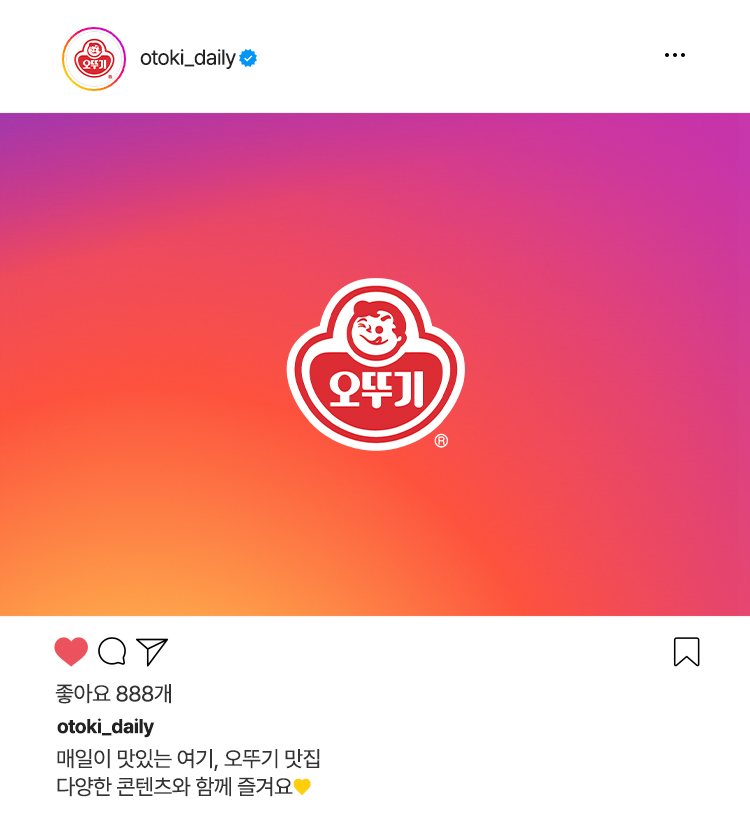 오뚜기
otoki_daily
오뚜기
®
좋아요 888개
otoki_daily
매일이 맛있는 여기, 오뚜기 맛집
다양한 콘텐츠와 함께 즐겨요💛